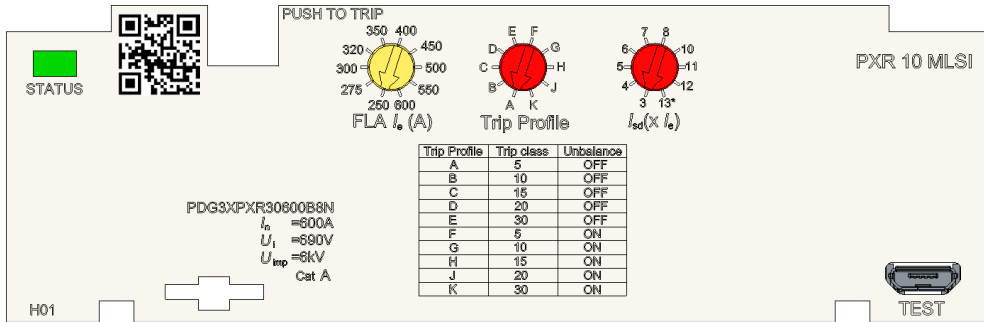 PUSH TO TRIP
STATUS
350 400
320 450
300 500
275 550
250 600
FLA Ie (A)
E F
D G
C H
B J
A K
Trip Profile
7 8
6 10
5 11
4 12
3 13*
Isd(x Ie)
PXR 10 MLSI
Trip Profile Trip class Unbalance
A 5 OFF
B 10 OFF
C 15 OFF
D 20 OFF
E 30 OFF
F 5 ON
G 10 ON
H 15 ON
J 20 ON
K 30 ON
PDG3XPXR30600B8N
In =600A
Ui =690V
Uimp =8kV
Cat A
H01
TEST